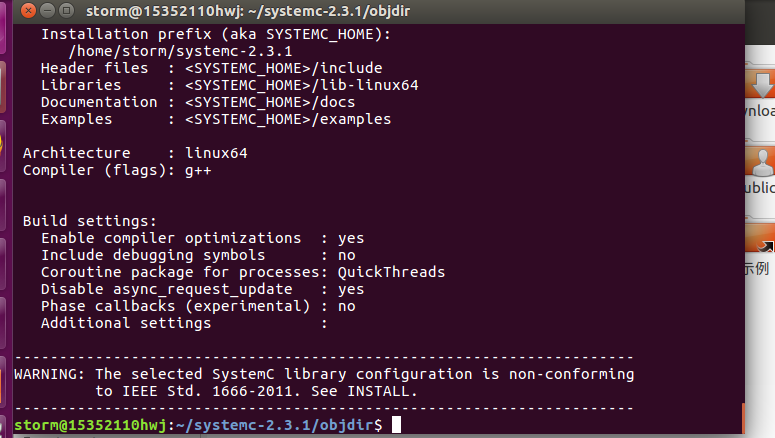 storm@15352110hwj: ~/systemc-2.3.1/objdir
Installation prefix (aka SYSTEMC_HOME):
/home/storm/systemc-2.3.1
Header files  : <SYSTEMC_HOME>/include
Libraries     : <SYSTEMC_HOME>/lib-linux64
Documentation : <SYSTEMC_HOME>/docs
Examples      : <SYSTEMC_HOME>/examples
Architecture    : linux64
Compiler (flags): g++
Build settings:
Enable compiler optimizations  : yes
Include debugging symbols      : no
Coroutine package for processes: QuickThreads
Disable async_request_update   : yes
Phase callbacks (experimental) : no
Additional settings            :
---------------------------------------------------------------------
WARNING: The selected SystemC library configuration is non-conforming
to IEEE Std. 1666-2011. See INSTALL.
---------------------------------------------------------------------
storm@15352110hwj:~/systemc-2.3.1/objdir$
示例